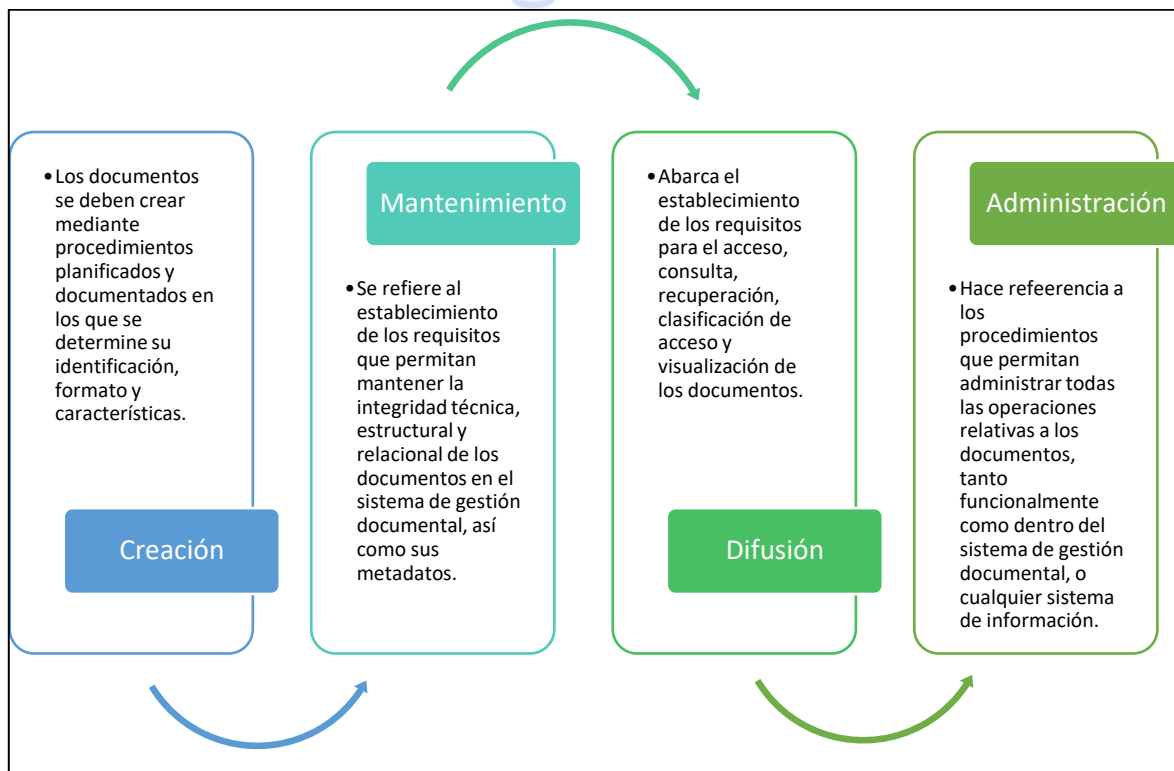 •Los documentos
se deben crear
mediante
procedimientos
planificados y
documentados en
los que se
determine su
identificación,
formato y
características.
Creación
Mantenimiento
•Se refiere al
establecimiento
de los requisitos
que permitan
mantener la
integridad técnica,
estructural y
relacional de los
documentos en el
sistema de gestión
documental, así
como sus
metadatos.
•Abarca el
establecimiento
de los requisitos
para el acceso,
consulta,
recuperación,
clasificación de
acceso y
visualización de
los documentos.
Difusión
Administración
•Hace refeerencia a
los
procedimientos
que permitan
administrar todas
las operaciones
relativas a los
documentos,
tanto
funcionalmente
como dentro del
sistema de gestión
documental, o
cualquier sistema
de información.